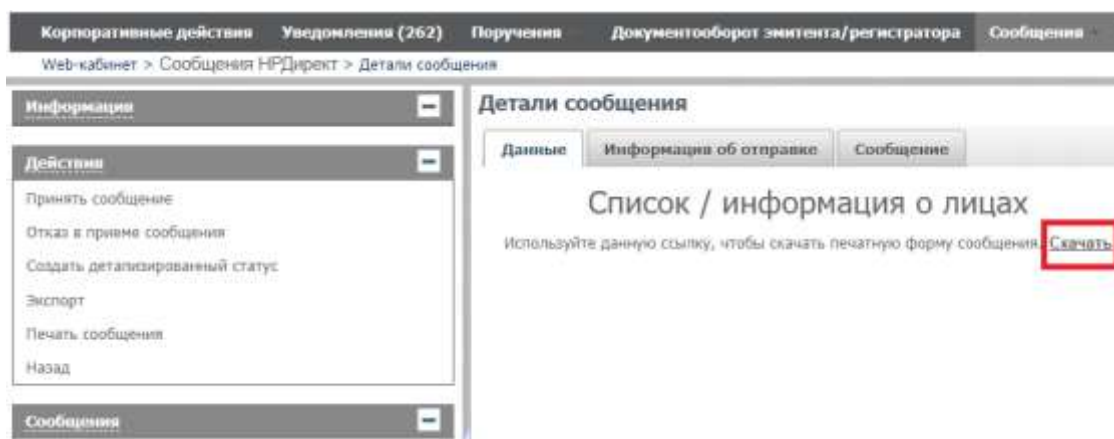 Корпоративные действия Уведомления (262) Поручения Документооборот эмитента/регистратора Сообщения
Web-кабинет > Сообщения НРДирект > Детали сообщения
Информация
Действия
Принять сообщение
Отказ в приеме сообщения
Создать детализированный статус
Экспорт
Печать сообщения
Назад
Сообщения
Детали сообщения
Данные Информация об отправке Сообщение
Список / информация о лицах
Используйте данную ссылку, чтобы скачать печатную форму сообщения. Скачать